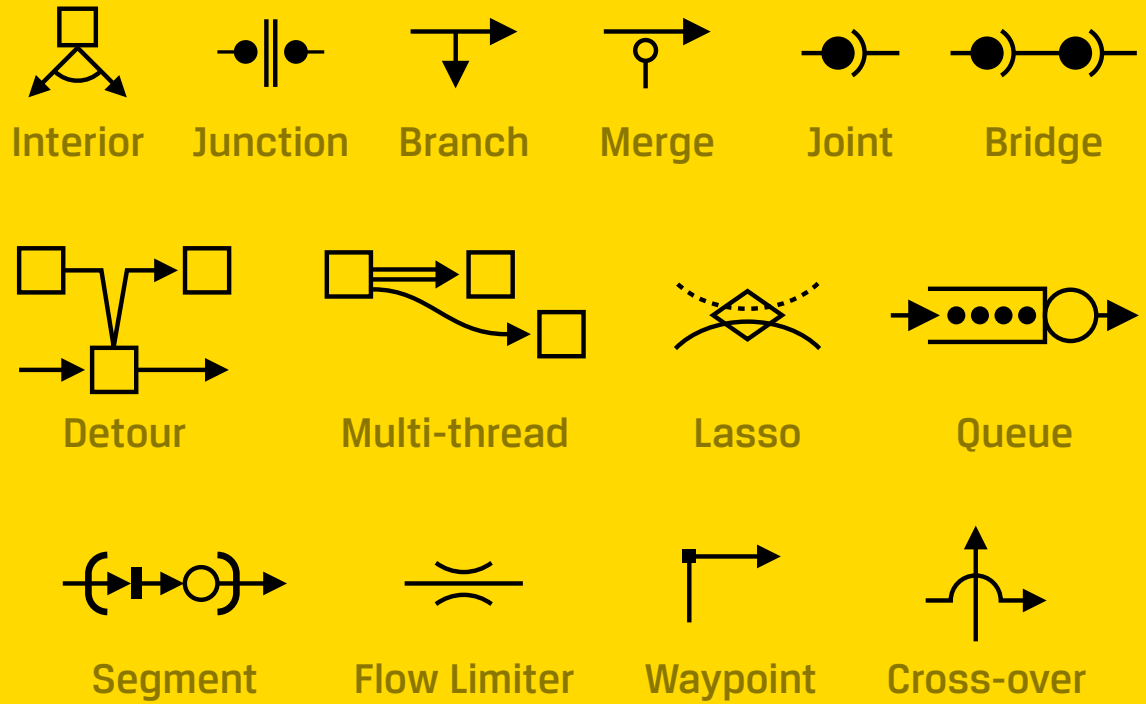 Interior Junction Branch Merge Joint Bridge
Detour Multi-thread Lasso Queue
Segment Flow Limiter Waypoint Cross-over